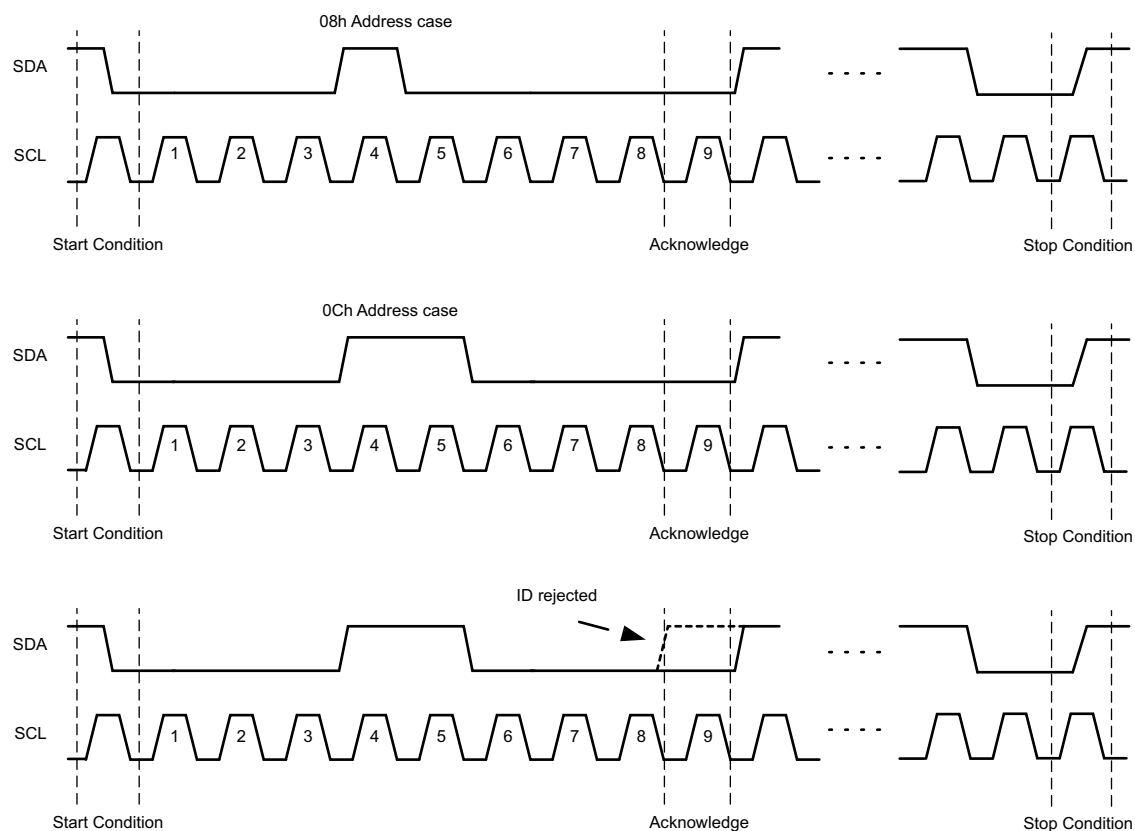 08h Address case
SDA
SCL
1 2 3 4 5 6 7 8 9
Start Condition Acknowledge Stop Condition
0Ch Address case
SDA
SCL
1 2 3 4 5 6 7 8 9
Start Condition Acknowledge Stop Condition
ID rejected
SDA
SCL
1 2 3 4 5 6 7 8 9
Start Condition Acknowledge Stop Condition